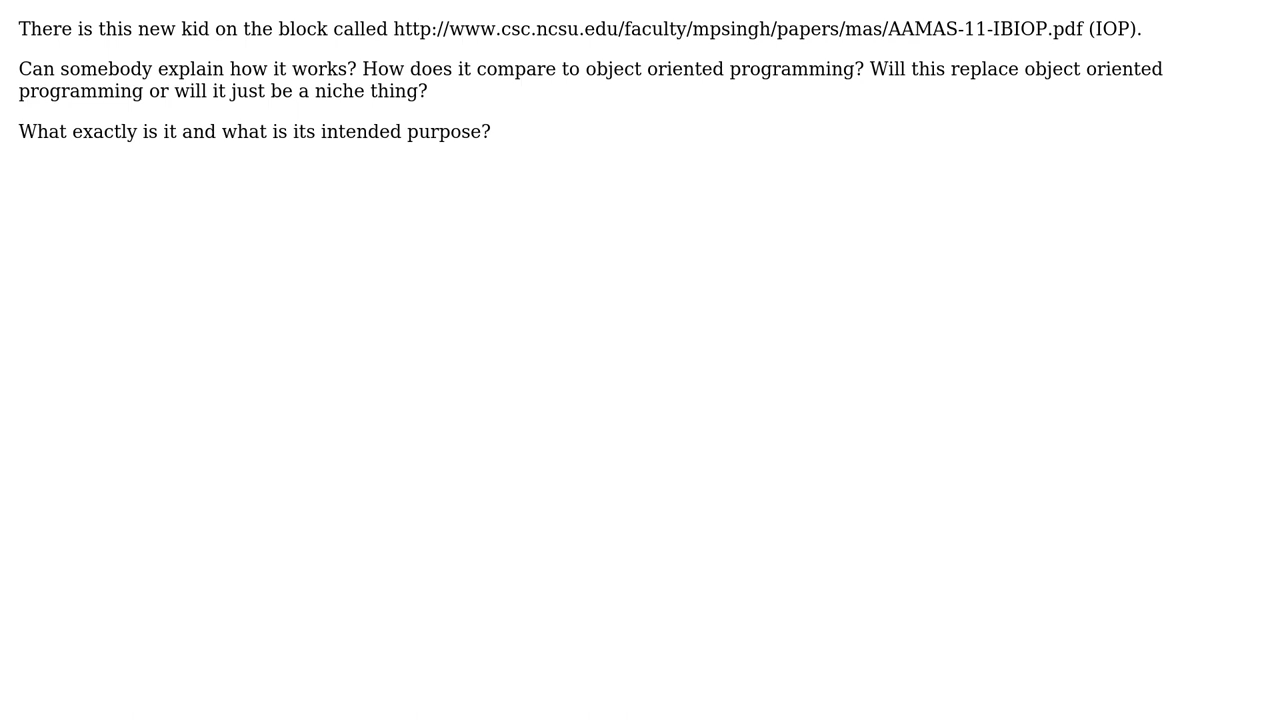 There is this new kid on the block called http://www.csc.ncsu.edu/faculty/mpsingh/papers/mas/AAMAS-11-IBIOP.pdf (IOP).
Can somebody explain how it works? How does it compare to object oriented programming? Will this replace object oriented
programming or will it just be a niche thing?
What exactly is it and what is its intended purpose?